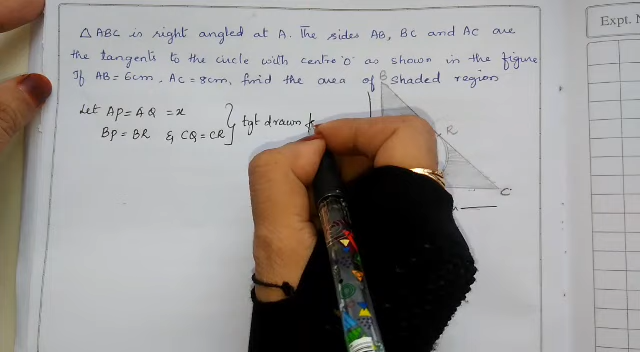 △ ABC is right angled at A. The sides AB, BC and AC are
the tangents to the circle with centre 'O' as shown in the figure
If AB = 6cm, AC = 8cm, find the area of shaded region
Let AP = AQ = x
BP = BR & CQ = CR } tgt drawn
B
R
C
Expt. N